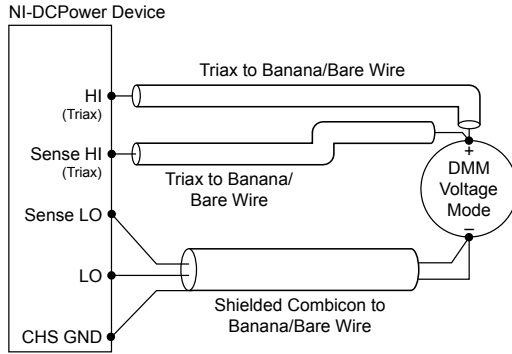 NI-DCPower Device
Triax to Banana/Bare Wire
HI
(Triax)
Sense HI
(Triax)
Triax to Banana/
Bare Wire
+
DMM
Voltage
Mode
–
Sense LO
LO
Shielded Combicon to
Banana/Bare Wire
CHS GND